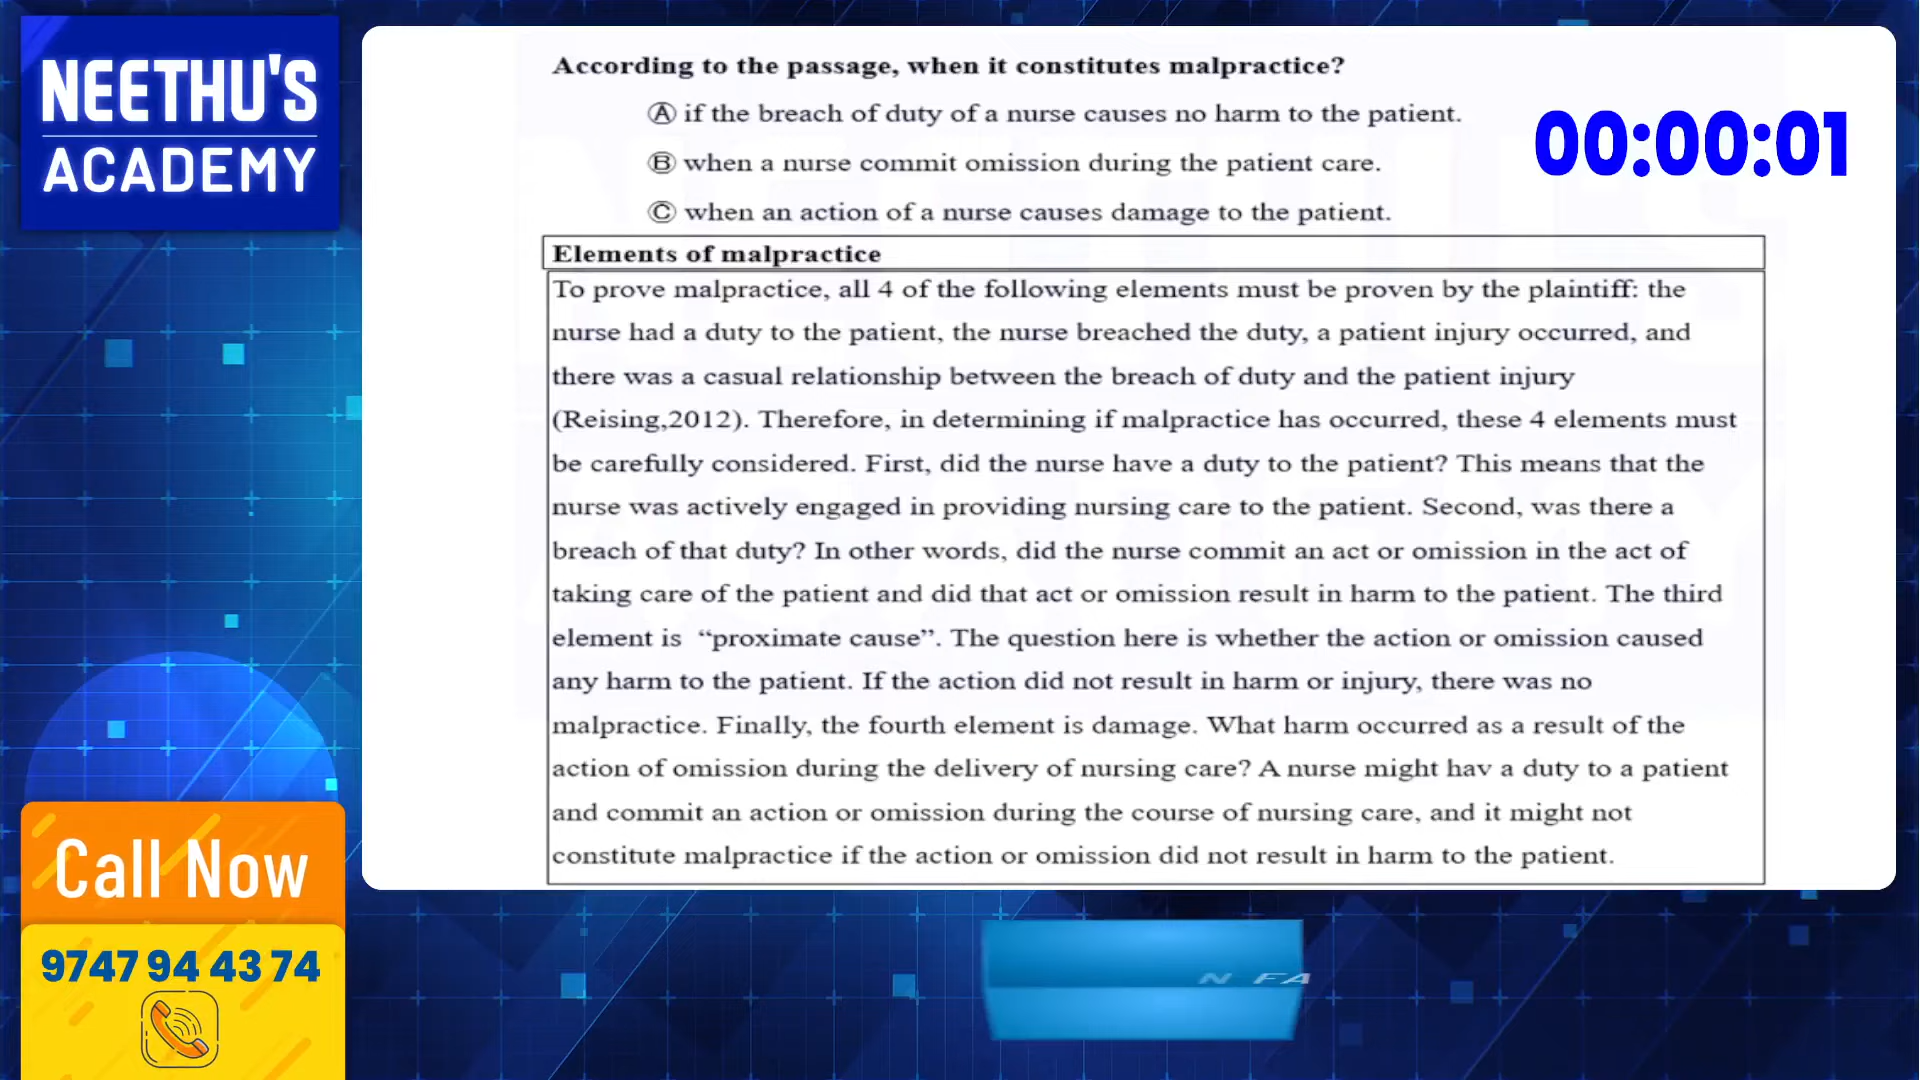 NEETHU'S
ACADEMY
According to the passage, when it constitutes malpractice?
Ⓐ if the breach of duty of a nurse causes no harm to the patient.
Ⓑ when a nurse commit omission during the patient care.
Ⓒ when an action of a nurse causes damage to the patient.
00:00:01
Elements of malpractice
To prove malpractice, all 4 of the following elements must be proven by the plaintiff: the
nurse had a duty to the patient, the nurse breached the duty, a patient injury occurred, and
there was a casual relationship between the breach of duty and the patient injury
(Reising,2012). Therefore, in determining if malpractice has occurred, these 4 elements must
be carefully considered. First, did the nurse have a duty to the patient? This means that the
nurse was actively engaged in providing nursing care to the patient. Second, was there a
breach of that duty? In other words, did the nurse commit an act or omission in the act of
taking care of the patient and did that act or omission result in harm to the patient. The third
element is “proximate cause”. The question here is whether the action or omission caused
any harm to the patient. If the action did not result in harm or injury, there was no
malpractice. Finally, the fourth element is damage. What harm occurred as a result of the
action of omission during the delivery of nursing care? A nurse might hav a duty to a patient
and commit an action or omission during the course of nursing care, and it might not
constitute malpractice if the action or omission did not result in harm to the patient.
Call Now
9747 94 43 74
N FA